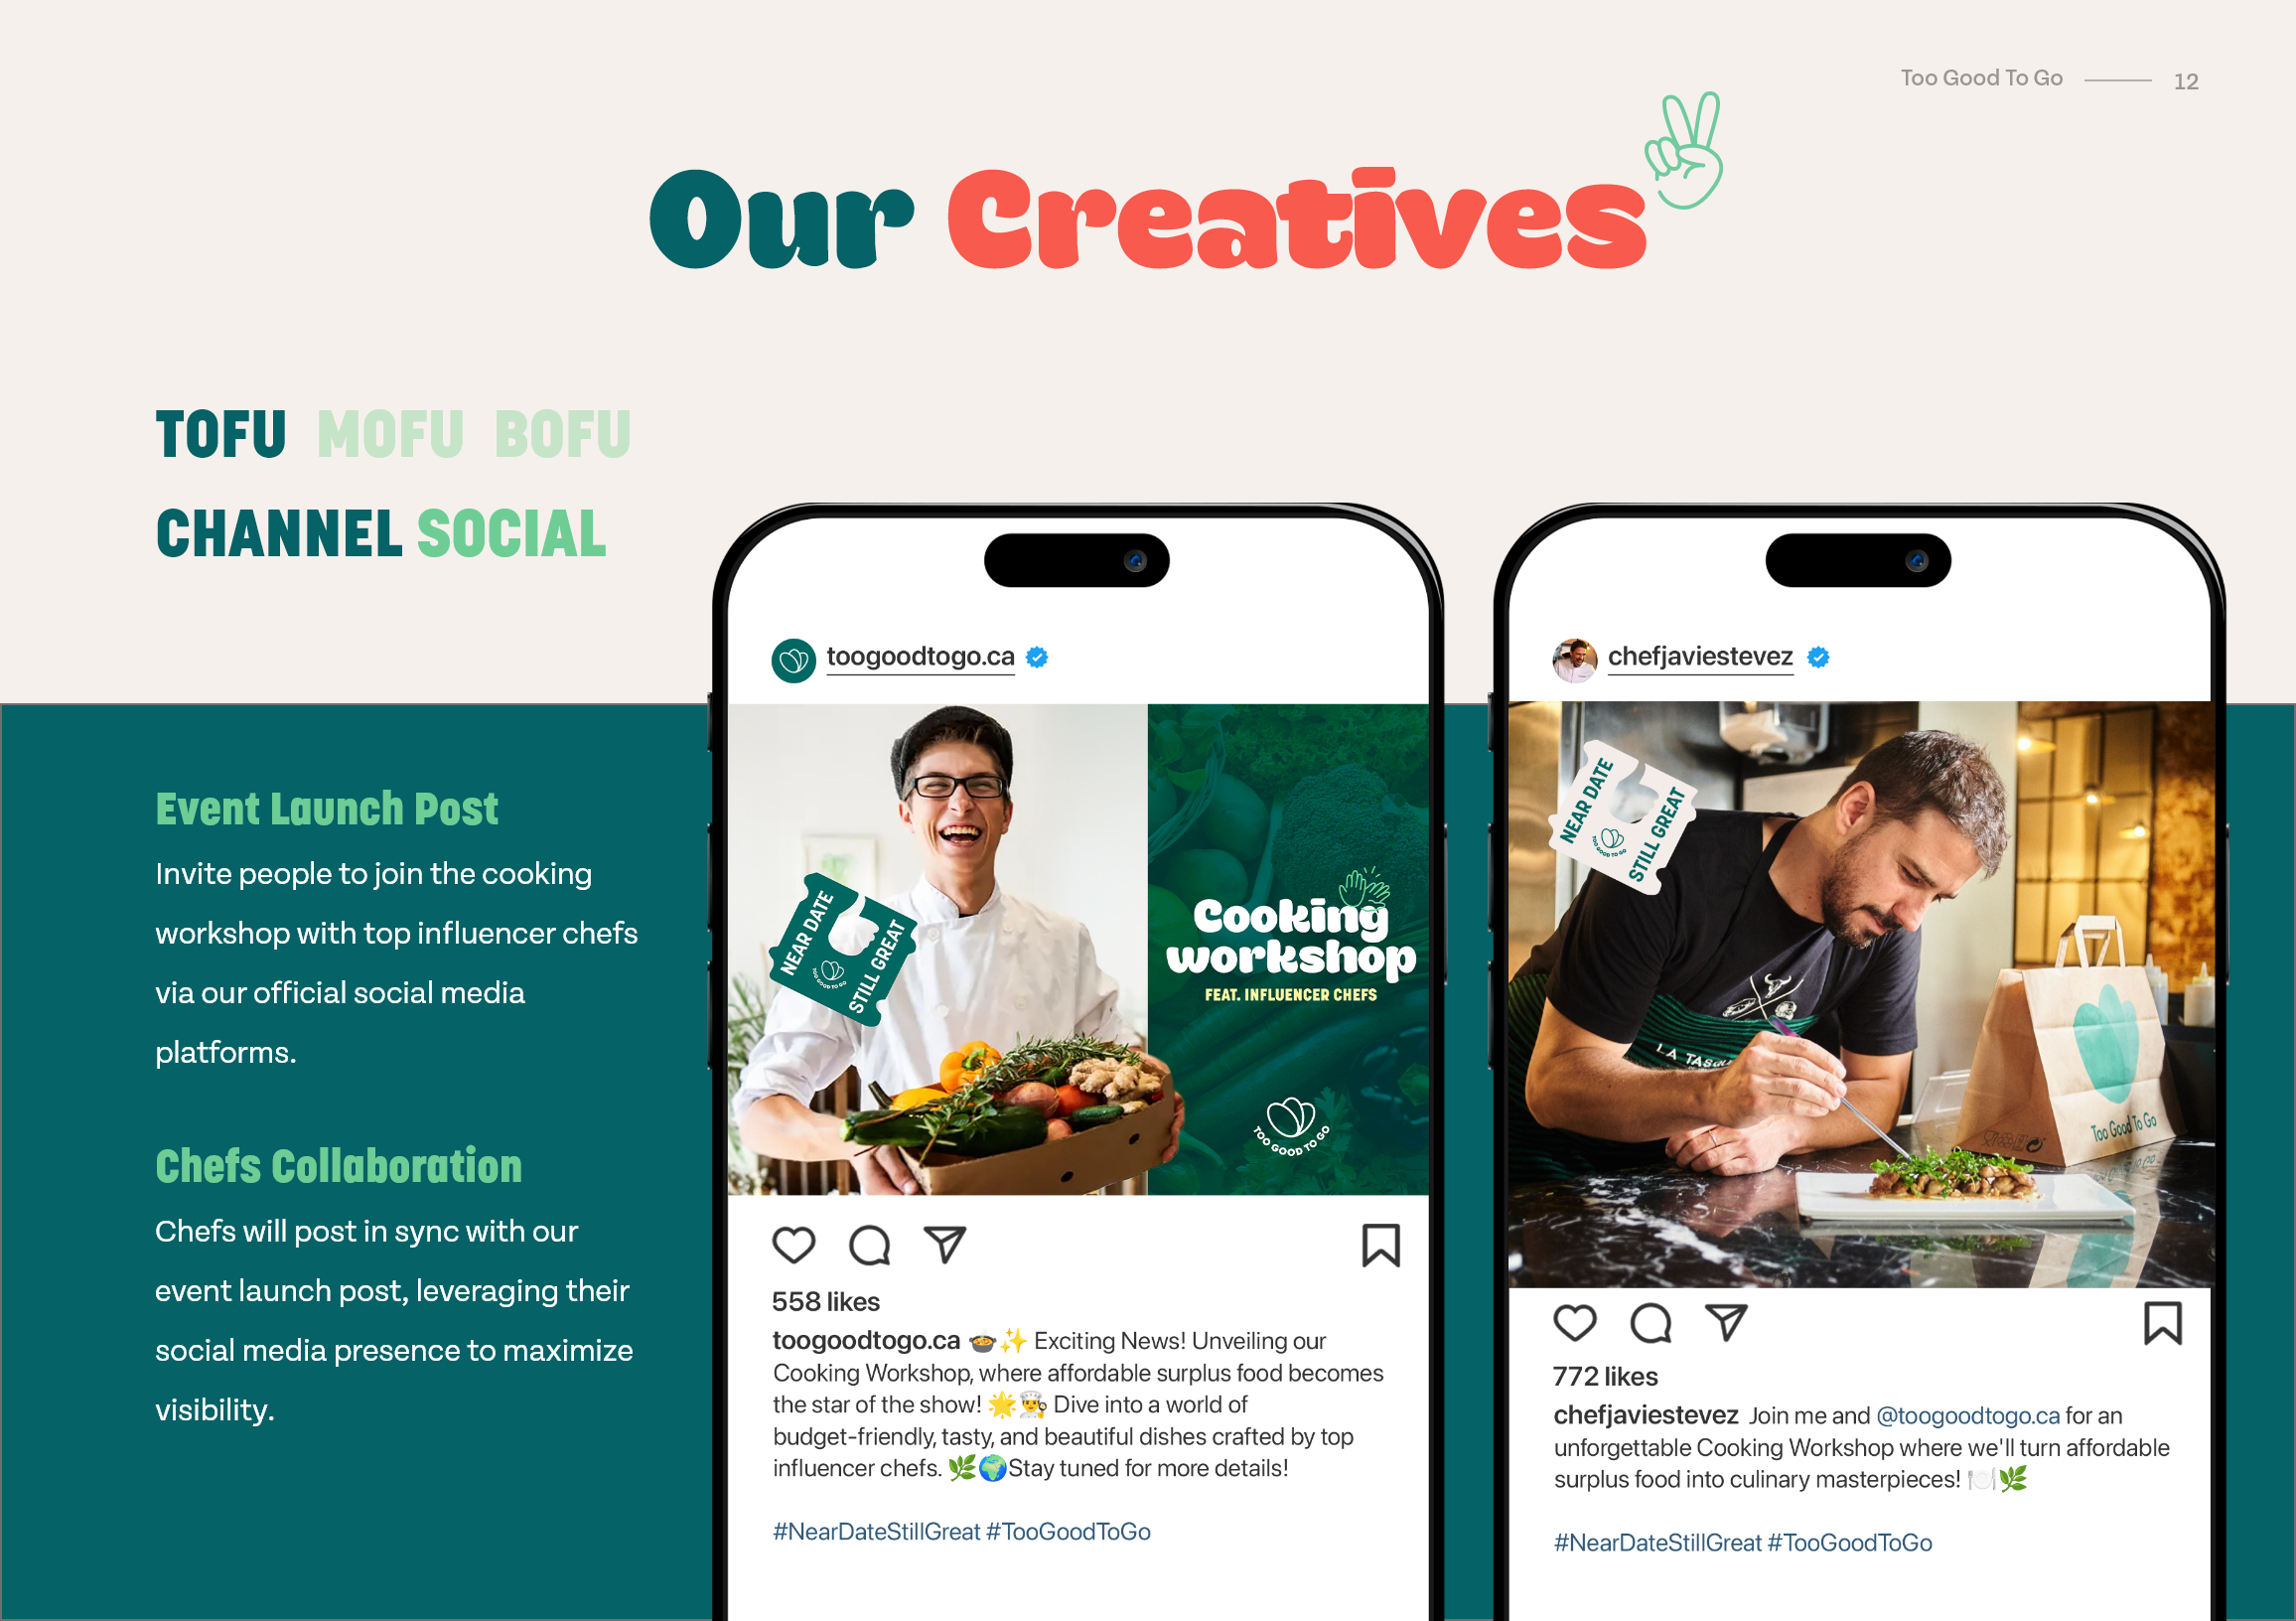 Too Good To Go 12
Our Creatives
TOFU MOFU BOFU
CHANNEL SOCIAL
Event Launch Post
Invite people to join the cooking
workshop with top influencer chefs
via our official social media
platforms.
Chefs Collaboration
Chefs will post in sync with our
event launch post, leveraging their
social media presence to maximize
visibility.
toogoodtogo.ca
NEAR DATE
STILL GREAT
TOO GOOD TO GO
Cooking
workshop
FEAT. INFLUENCER CHEFS
TOO GOOD TO GO
558 likes
toogoodtogo.ca 🍲✨ Exciting News! Unveiling our
Cooking Workshop, where affordable surplus food becomes
the star of the show! 🌟👨‍🍳 Dive into a world of
budget-friendly, tasty, and beautiful dishes crafted by top
influencer chefs. 🌿🌍Stay tuned for more details!
#NearDateStillGreat #TooGoodToGo
chefjaviestevez
NEAR DATE
STILL GREAT
TOO GOOD TO GO
LA
Too Good To Go
772 likes
chefjaviestevez Join me and @toogoodtogo.ca for an
unforgettable Cooking Workshop where we'll turn affordable
surplus food into culinary masterpieces! 🍽️🌿
#NearDateStillGreat #TooGoodToGo